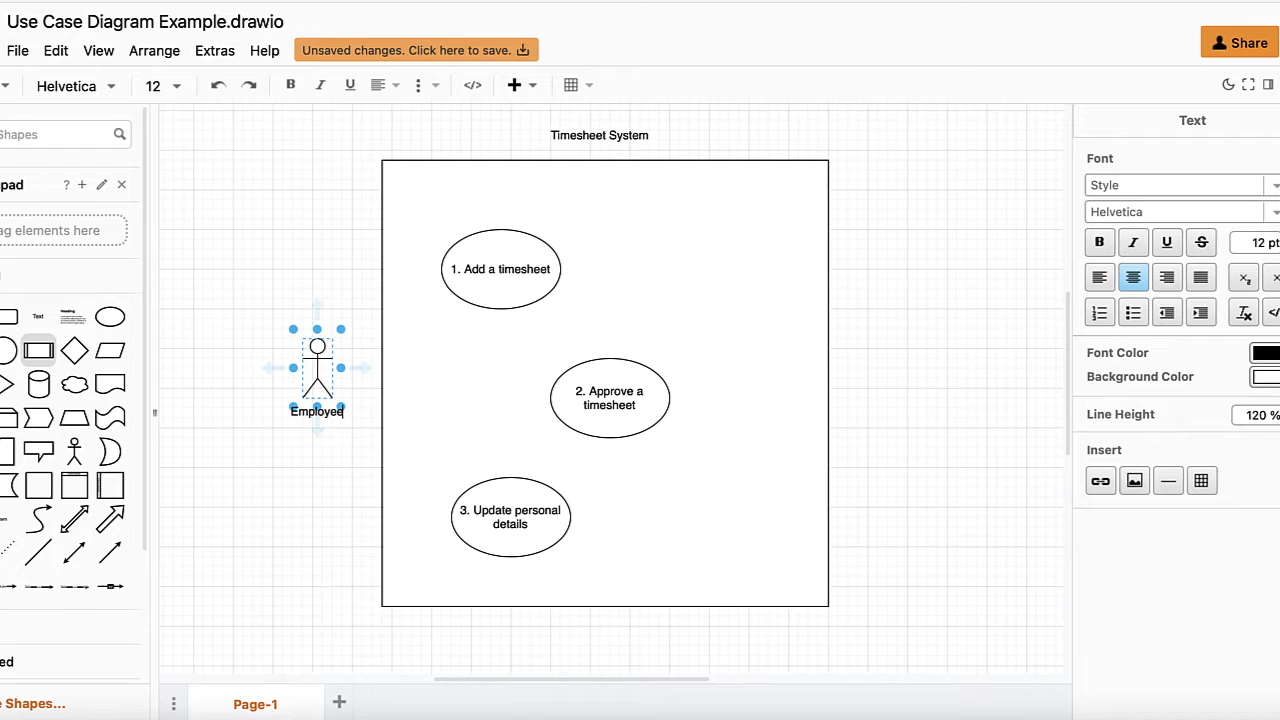 Use Case Diagram Example.drawio
File Edit View Arrange Extras Help Unsaved changes. Click here to save.
Share
Helvetica 12 B I U </>
Shapes
pad ? + ×
ag elements here
Text
Heading
Timesheet System
1. Add a timesheet
2. Approve a
timesheet
3. Update personal
details
Employee
Text
Font
Style
Helvetica
B I U S 12 pt
Font Color
Background Color
Line Height 120 %
Insert
ed
e Shapes...
Page-1 +